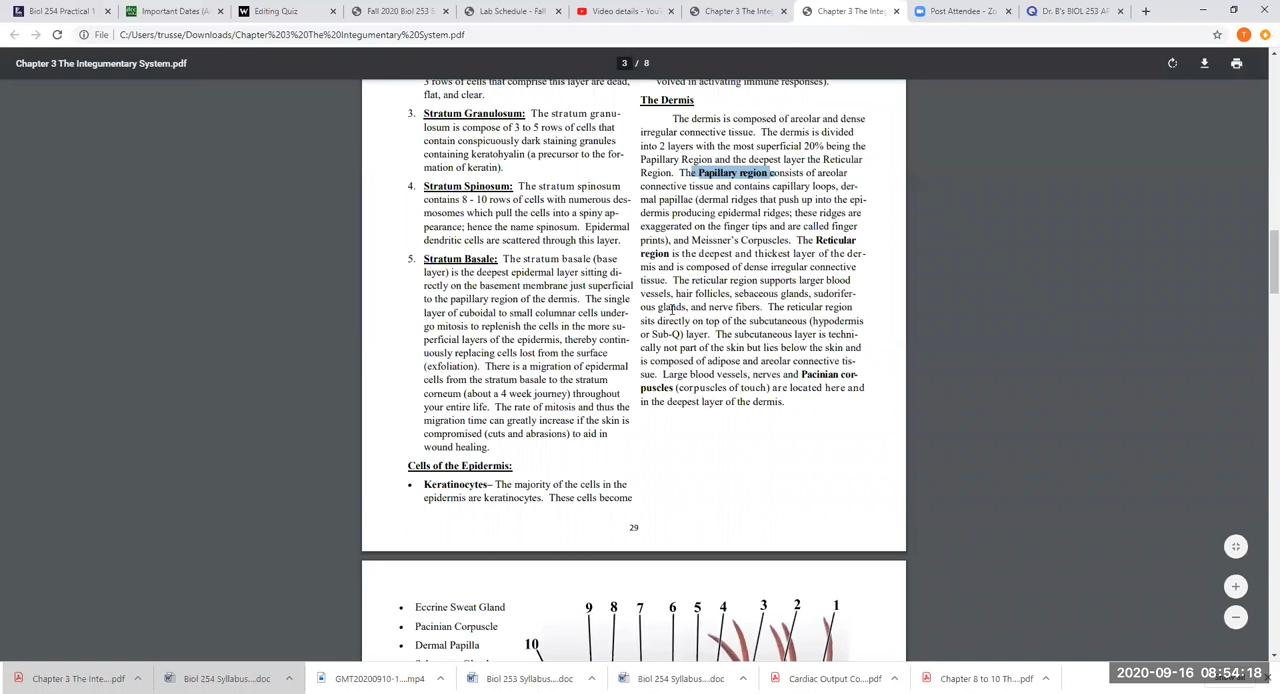 Biol 254 Practical 1
Important Dates (A
Editing Quiz
Fall 2020 Biol 253 S
Lab Schedule - Fall
Video details - You
Chapter 3 The Inte
Chapter 3 The Inte
Post Attendee - Zo
Dr. B's BIOL 253 A
File
C:/Users/trusse/Downloads/Chapter%203%20The%20Integumentary%20System.pdf
T
Chapter 3 The Integumentary System.pdf
3 / 8
3 rows of cells that comprise this layer are dead,
flat, and clear.
3. Stratum Granulosum: The stratum granu-
losum is compose of 3 to 5 rows of cells that
contain conspicuously dark staining granules
containing keratohyalin (a precursor to the for-
mation of keratin).
4. Stratum Spinosum: The stratum spinosum
contains 8 - 10 rows of cells with numerous des-
mosomes which pull the cells into a spiny ap-
pearance; hence the name spinosum. Epidermal
dendritic cells are scattered through this layer.
5. Stratum Basale: The stratum basale (base
layer) is the deepest epidermal layer sitting di-
rectly on the basement membrane just superficial
to the papillary region of the dermis. The single
layer of cuboidal to small columnar cells under-
go mitosis to replenish the cells in the more su-
perficial layers of the epidermis, thereby contin-
uously replacing cells lost from the surface
(exfoliation). There is a migration of epidermal
cells from the stratum basale to the stratum
corneum (about a 4 week journey) throughout
your entire life. The rate of mitosis and thus the
migration time can greatly increase if the skin is
compromised (cuts and abrasions) to aid in
wound healing.
Cells of the Epidermis:
• Keratinocytes– The majority of the cells in the
epidermis are keratinocytes. These cells become
volved in activating immune responses).
The Dermis
The dermis is composed of areolar and dense
irregular connective tissue. The dermis is divided
into 2 layers with the most superficial 20% being the
Papillary Region and the deepest layer the Reticular
Region. The Papillary region consists of areolar
connective tissue and contains capillary loops, der-
mal papillae (dermal ridges that push up into the epi-
dermis producing epidermal ridges; these ridges are
exaggerated on the finger tips and are called finger
prints), and Meissner's Corpuscles. The Reticular
region is the deepest and thickest layer of the der-
mis and is composed of dense irregular connective
tissue. The reticular region supports larger blood
vessels, hair follicles, sebaceous glands, sudorifer-
ous glands, and nerve fibers. The reticular region
sits directly on top of the subcutaneous (hypodermis
or Sub-Q) layer. The subcutaneous layer is techni-
cally not part of the skin but lies below the skin and
is composed of adipose and areolar connective tis-
sue. Large blood vessels, nerves and Pacinian cor-
puscles (corpuscles of touch) are located here and
in the deepest layer of the dermis.
29
• Eccrine Sweat Gland
• Pacinian Corpuscle
• Dermal Papilla
9 8 7 6 5 4 3 2 1
10
Chapter 3 The Inte....pdf
Biol 254 Syllabus....doc
GMT20200910-1....mp4
Biol 253 Syllabus....doc
Biol 254 Syllabus....doc
Cardiac Output Co....pdf
Chapter 8 to 10 Th....pdf
2020-09-16 08:54:18